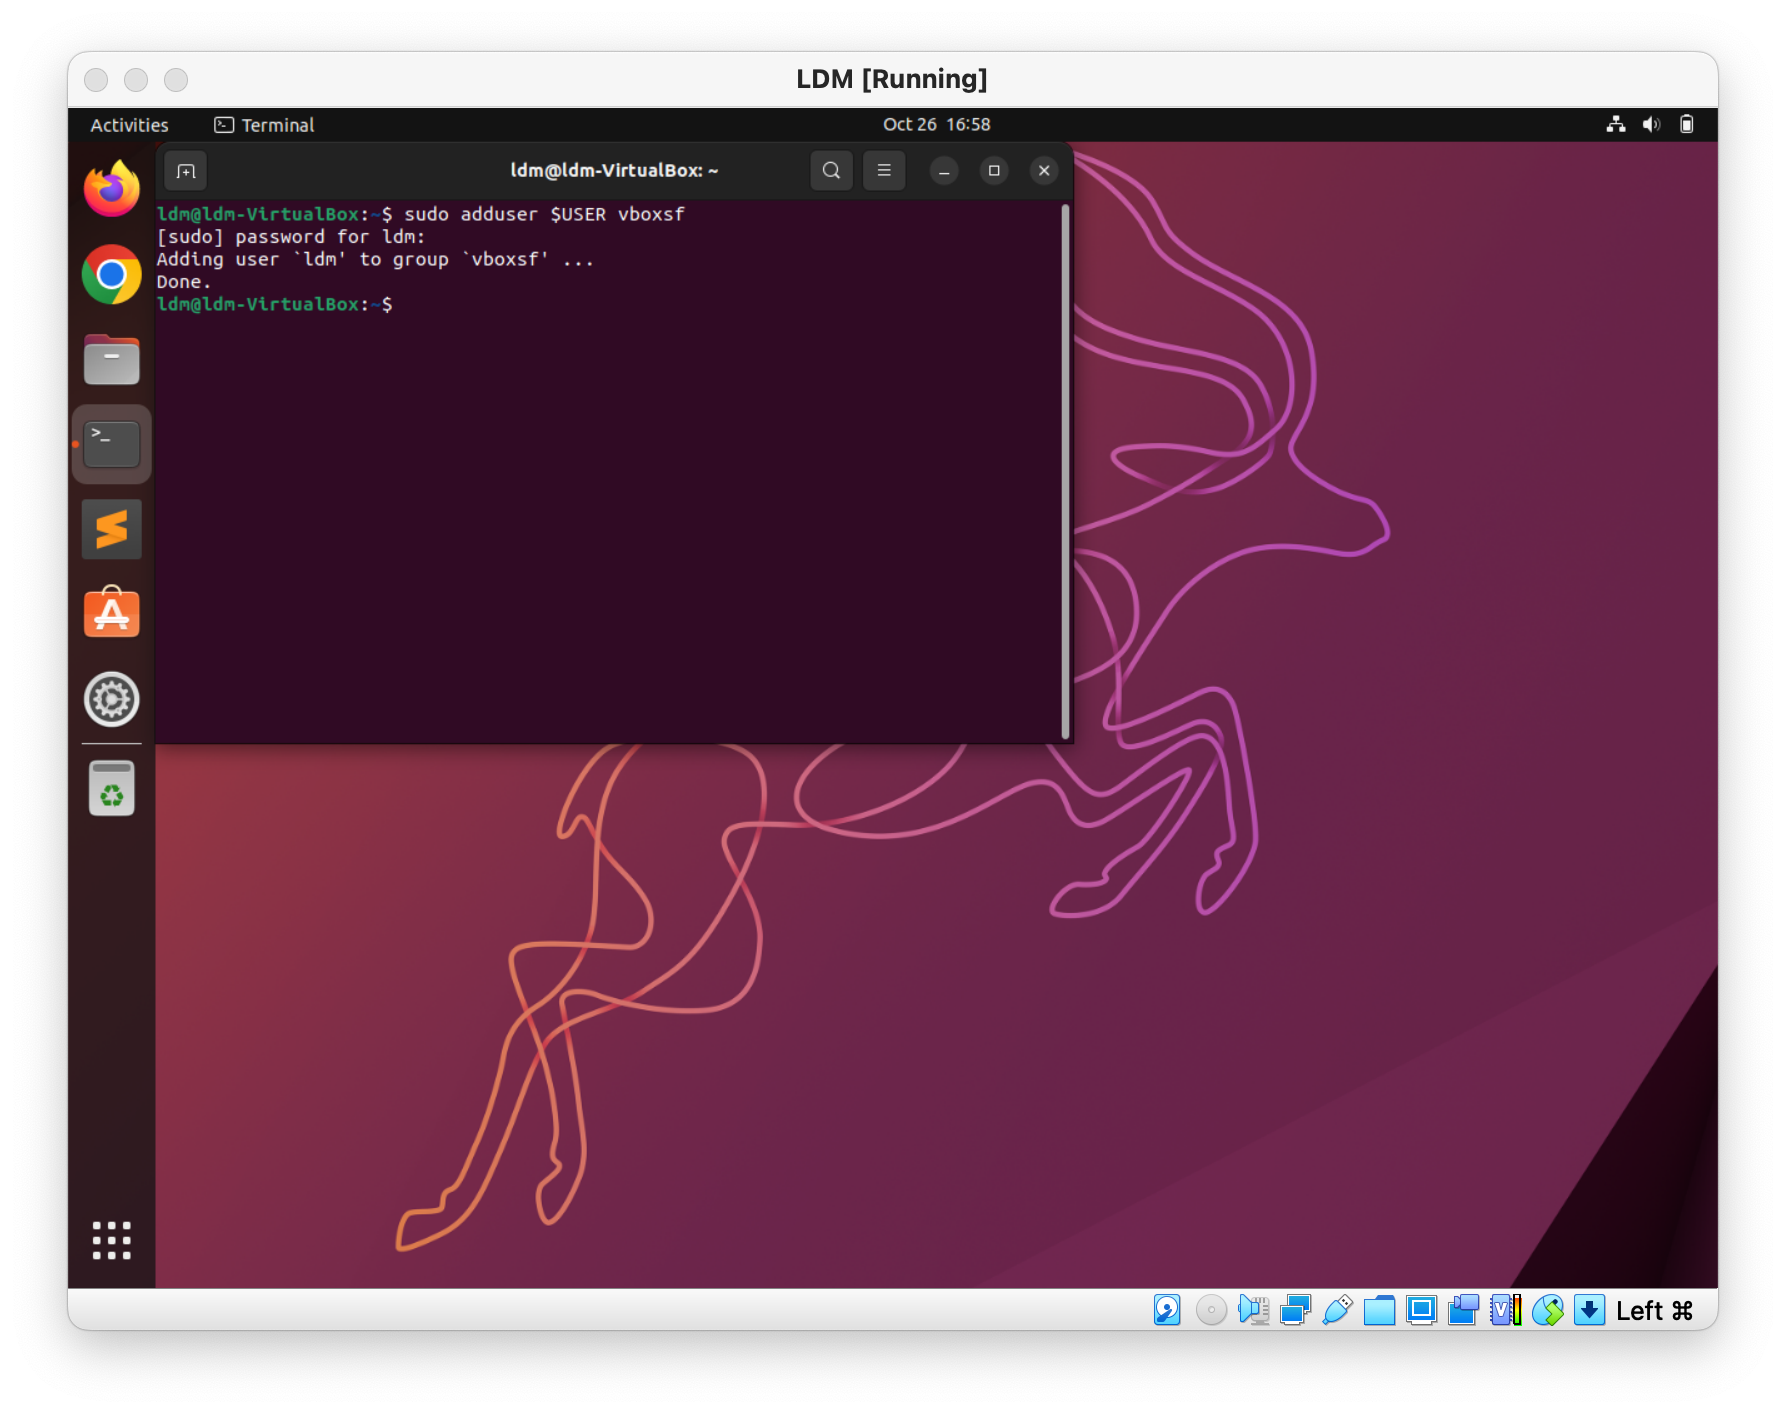 LDM [Running]
Activities
Terminal
Oct 26 16:58
ldm@ldm-VirtualBox: ~
ldm@ldm-VirtualBox:~$ sudo adduser $USER vboxsf
[sudo] password for ldm:
Adding user `ldm' to group `vboxsf' ...
Done.
ldm@ldm-VirtualBox:~$
Left ⌘